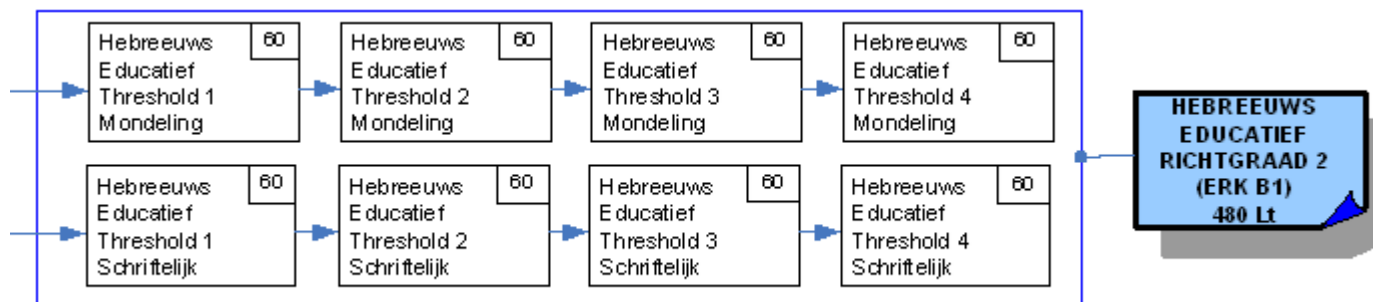 Hebreeuws 60
Educatief
Threshold 1
Mondeling
Hebreeuws 60
Educatief
Threshold 2
Mondeling
Hebreeuws 60
Educatief
Threshold 3
Mondeling
Hebreeuws 60
Educatief
Threshold 4
Mondeling
Hebreeuws 60
Educatief
Threshold 1
Schriftelijk
Hebreeuws 60
Educatief
Threshold 2
Schriftelijk
Hebreeuws 60
Educatief
Threshold 3
Schriftelijk
Hebreeuws 60
Educatief
Threshold 4
Schriftelijk
HEBREEUWS
EDUCATIEF
RICHTGRAAD 2
(ERK B1)
480 Lt